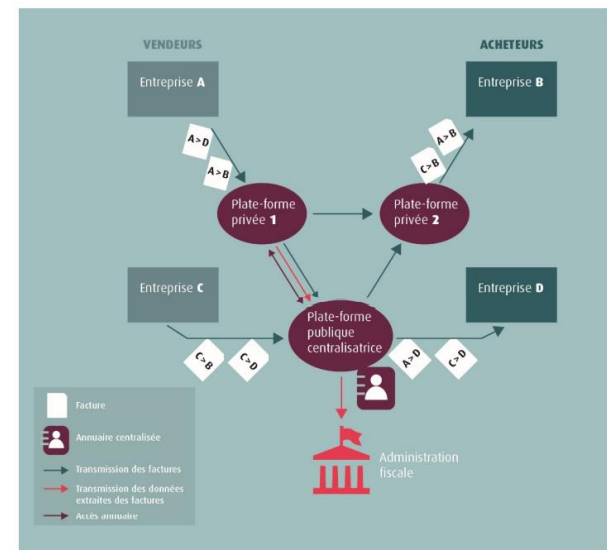 VENDEURS
ACHETEURS
Entreprise A
Entreprise B
A>D
A>B
A>B
C>B
Plate-forme
privée 1
Plate-forme
privée 2
Entreprise C
Entreprise D
Plate-forme
publique
centralisatrice
C>B
C>D
A>D
C>D
Facture
Annuaire centralisée
Transmission des factures
Transmission des données
extraites des factures
Accès annuaire
Administration
fiscale